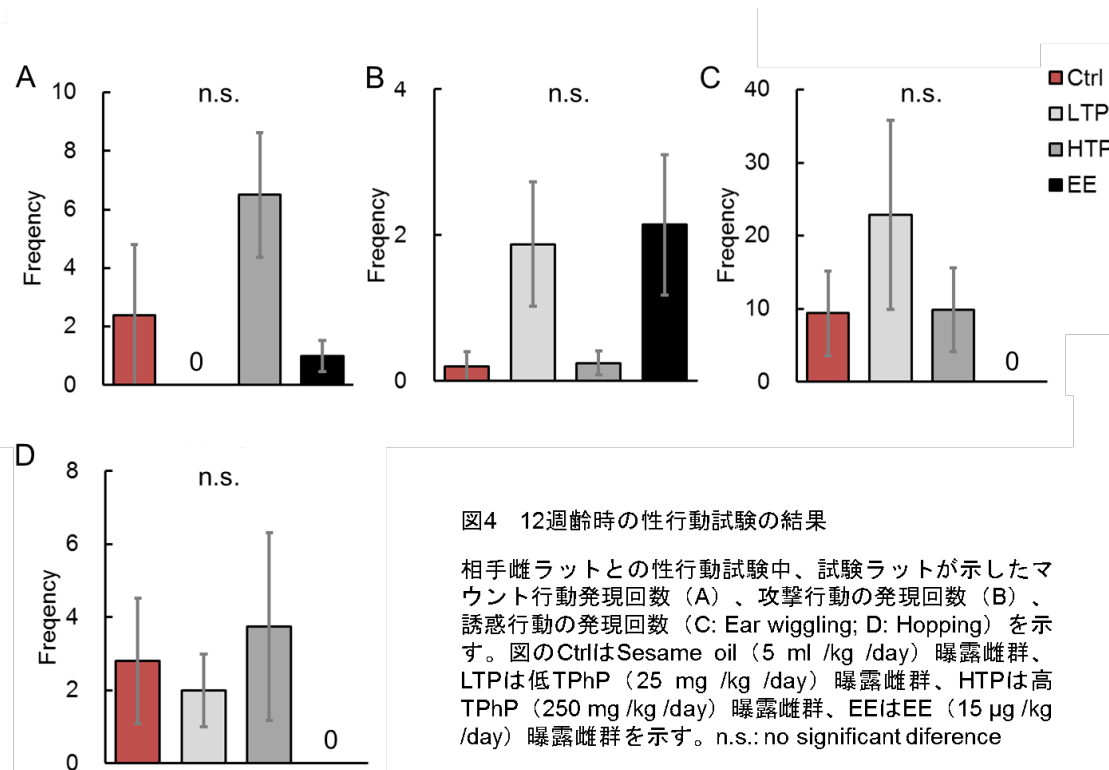 A
n.s.
10
8
6
4
2
0
Freqency
0
B
n.s.
4
2
0
Freqency
C
n.s.
40
30
20
10
0
Freqency
0
Ctrl
LTP
HTP
EE
D
n.s.
8
6
4
2
0
Freqency
0
図4 12週齢時の性行動試験の結果
相手雌ラットとの性行動試験中、試験ラットが示したマ
ウント行動発現回数（A）、攻撃行動の発現回数（B）、
誘惑行動の発現回数（C: Ear wiggling; D: Hopping）を示
す。図のCtrlはSesame oil（5 ml /kg /day）曝露雌群、
LTPは低TPhP（25 mg /kg /day）曝露雌群、HTPは高
TPhP（250 mg /kg /day）曝露雌群、EEはEE（15 μg /kg
/day）曝露雌群を示す。n.s.: no significant diference